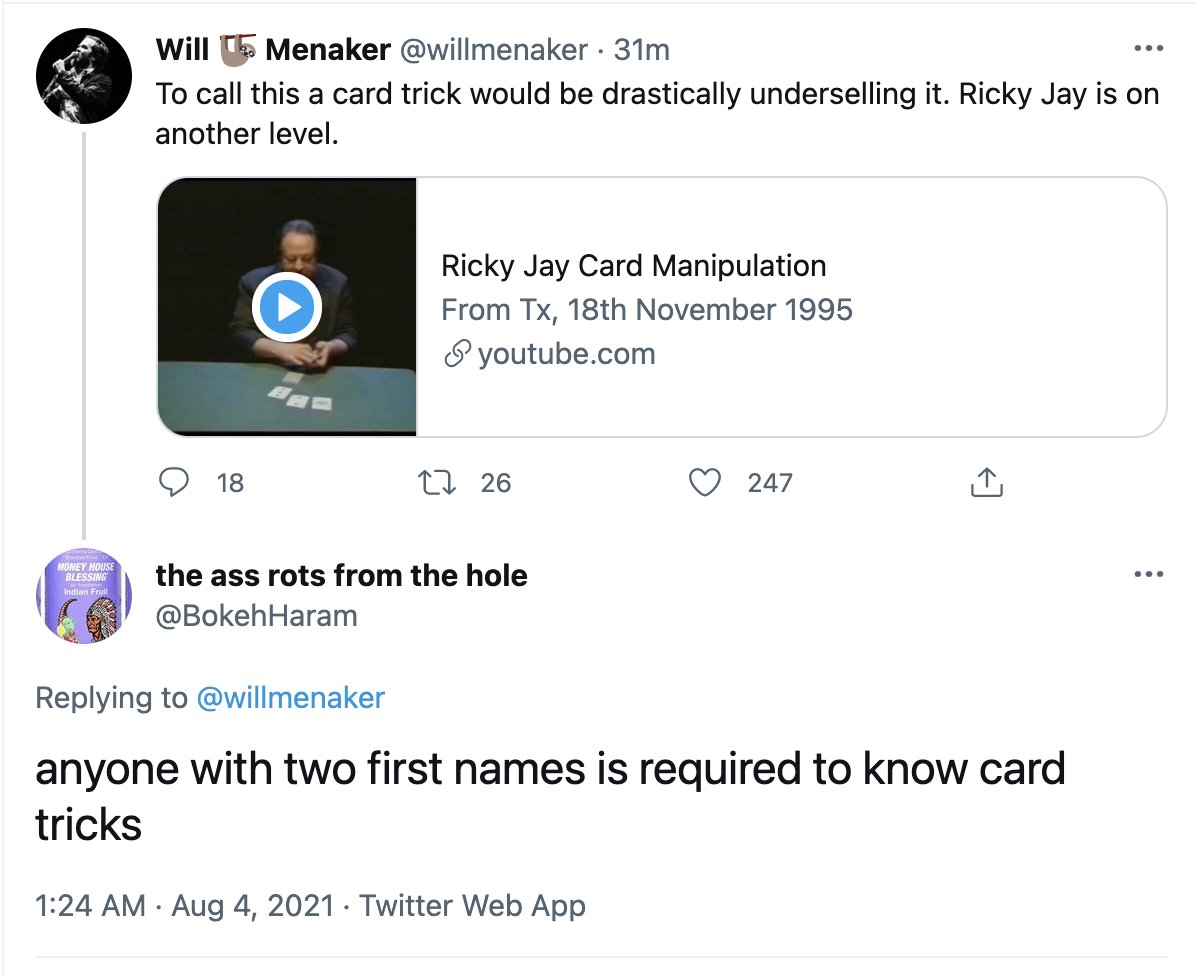 Will 🦥 Menaker @willmenaker · 31m
To call this a card trick would be drastically underselling it. Ricky Jay is on
another level.
Ricky Jay Card Manipulation
From Tx, 18th November 1995
youtube.com
18 26 247
MONEY HOUSE
BLESSING
Indian Fruit
the ass rots from the hole
@BokehHaram
Replying to @willmenaker
anyone with two first names is required to know card
tricks
1:24 AM · Aug 4, 2021 · Twitter Web App